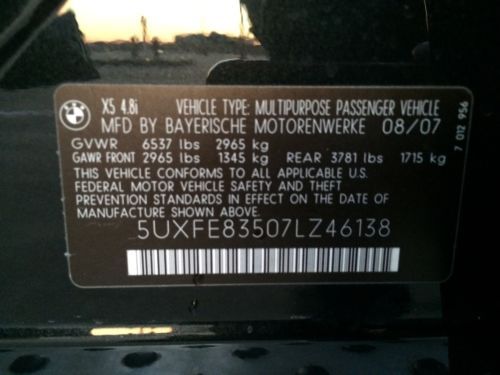 BMW
X5 4.8i VEHICLE TYPE: MULTIPURPOSE PASSENGER VEHICLE
MFD BY BAYERISCHE MOTORENWERKE 08/07
GVWR 6537 lbs 2965 kg
GAWR FRONT 2965 lbs 1345 kg REAR 3781 lbs 1715 kg
THIS VEHICLE CONFORMS TO ALL APPLICABLE U.S.
FEDERAL MOTOR VEHICLE SAFETY AND THEFT
PREVENTION STANDARDS IN EFFECT ON THE DATE OF
MANUFACTURE SHOWN ABOVE.
5UXFE83507LZ46138
7 012 956